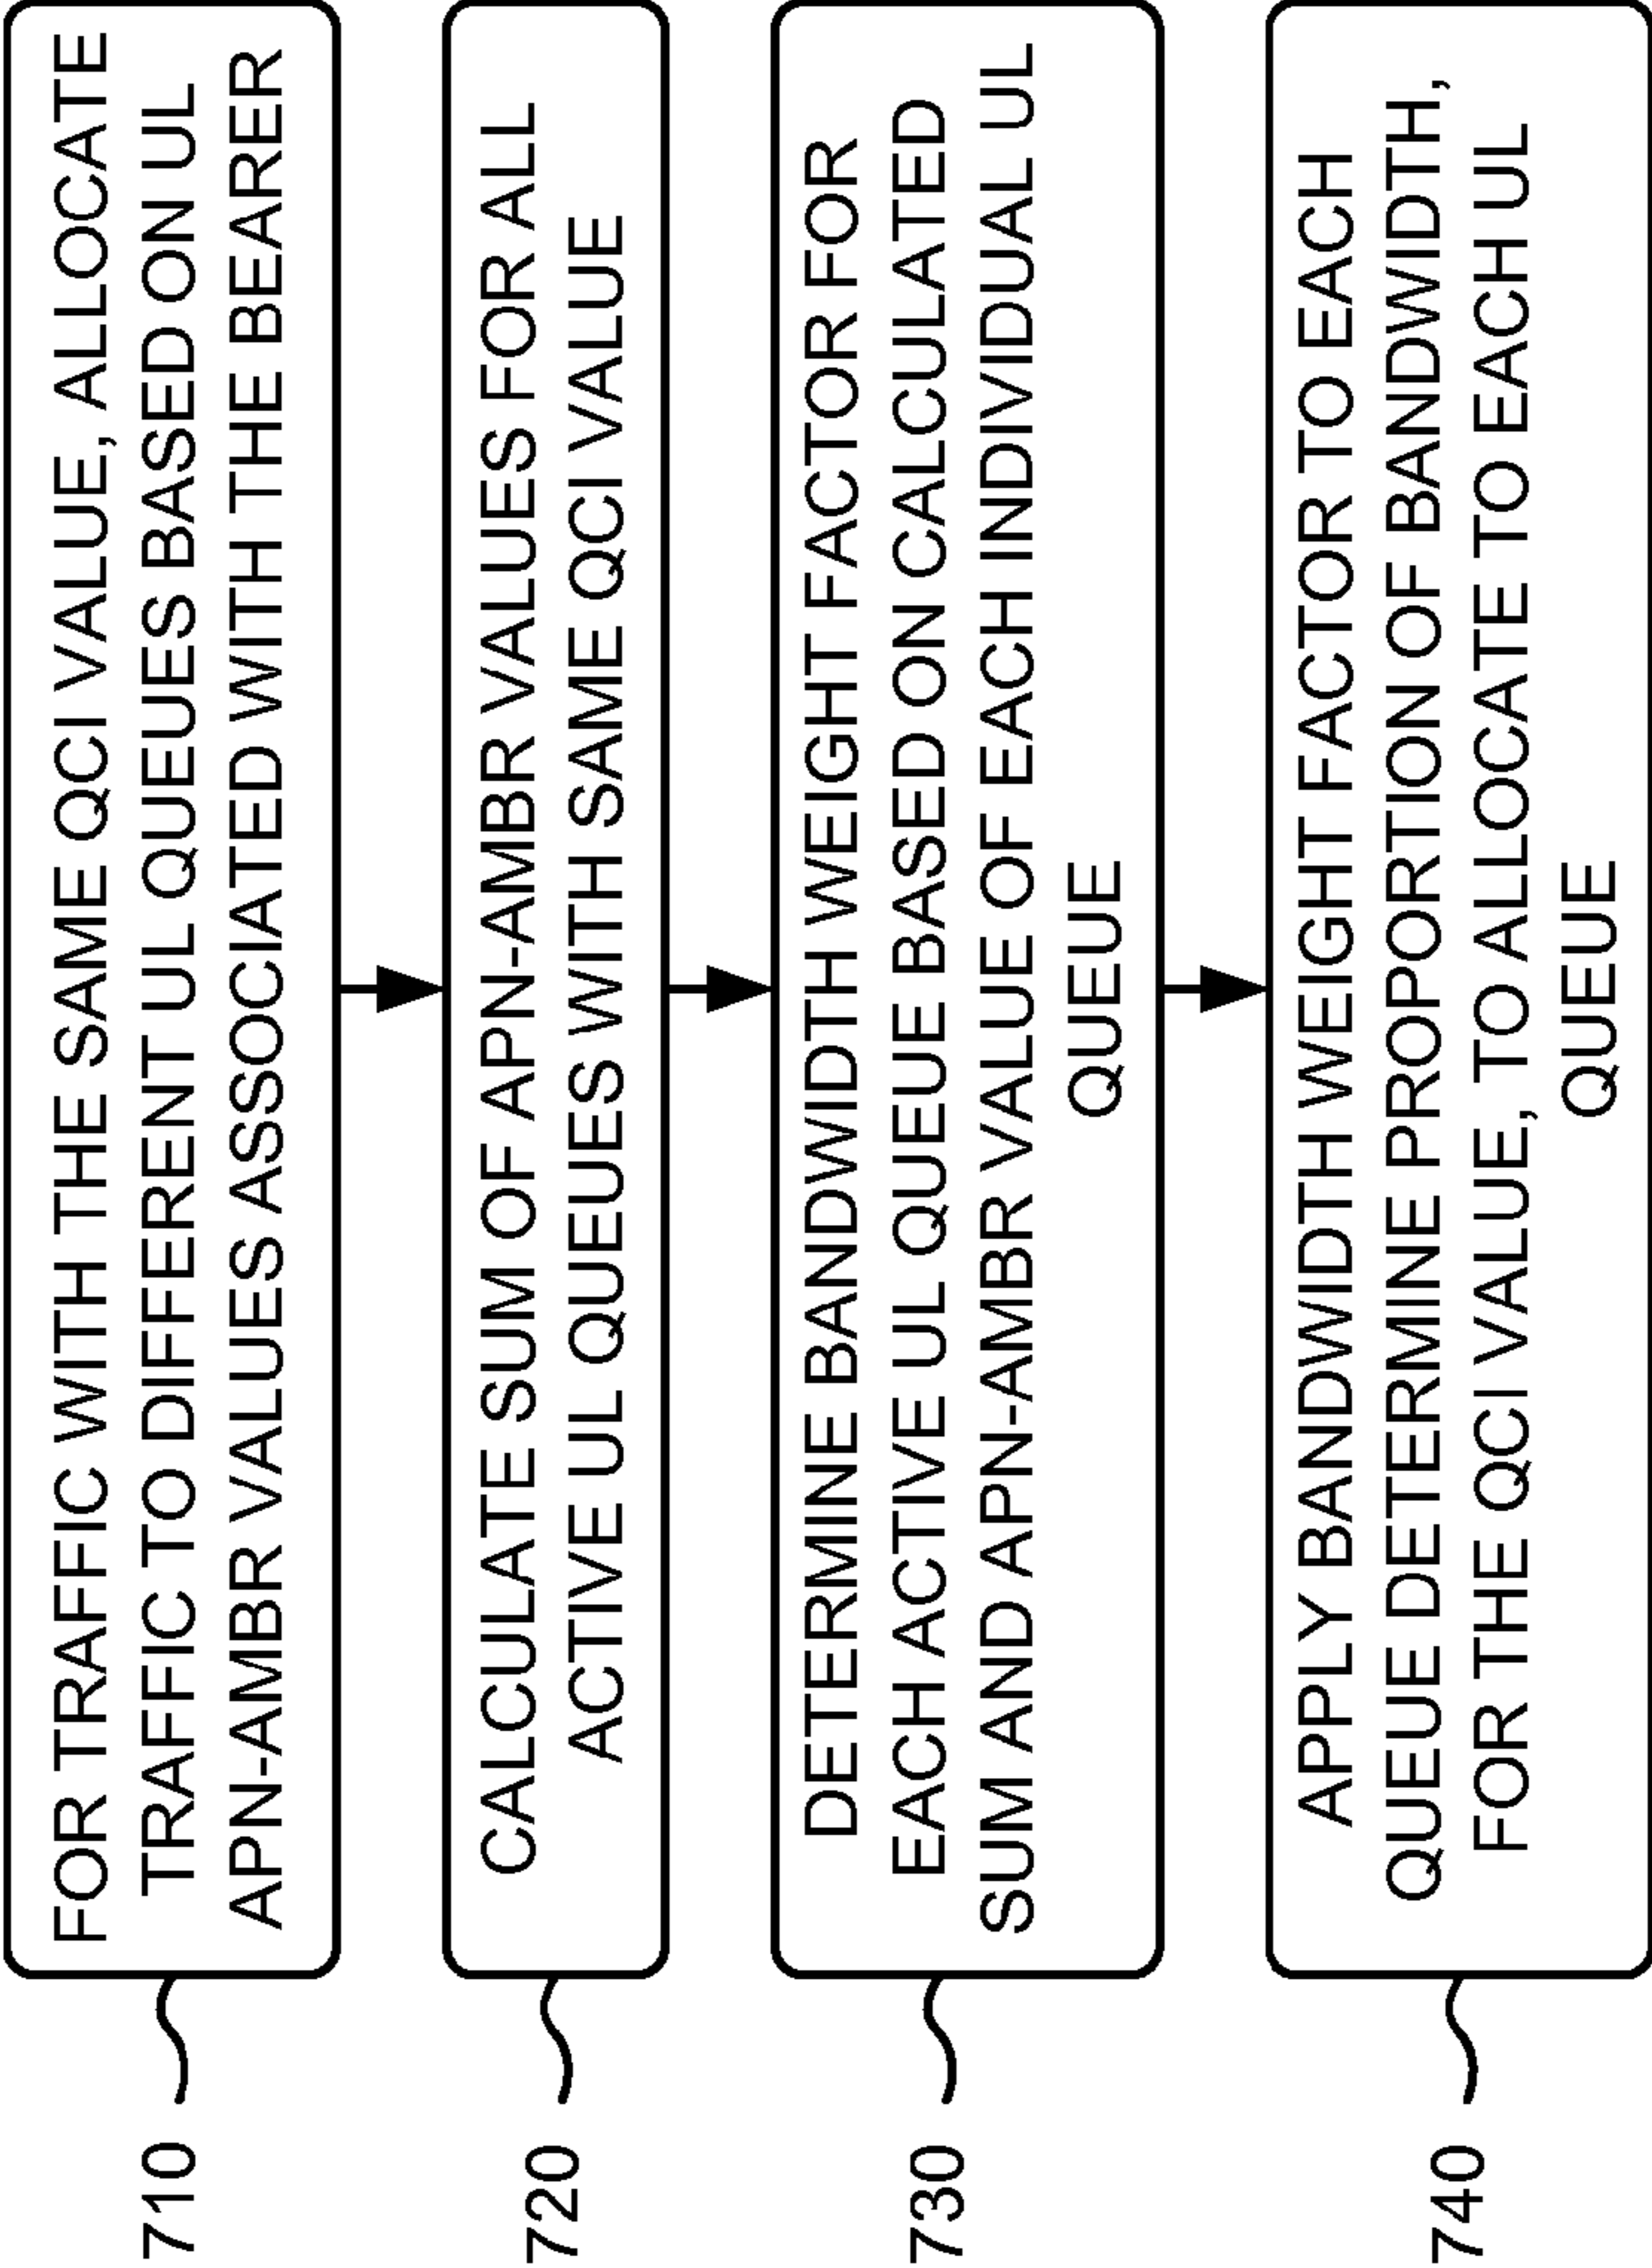 710
FOR TRAFFIC WITH THE SAME QCI VALUE, ALLOCATE
TRAFFIC TO DIFFERENT UL QUEUES BASED ON UL
APN-AMBR VALUES ASSOCIATED WITH THE BEARER
720
CALCULATE SUM OF APN-AMBR VALUES FOR ALL
ACTIVE UL QUEUES WITH SAME QCI VALUE
730
DETERMINE BANDWIDTH WEIGHT FACTOR FOR
EACH ACTIVE UL QUEUE BASED ON CALCULATED
SUM AND APN-AMBR VALUE OF EACH INDIVIDUAL UL
QUEUE
740
APPLY BANDWIDTH WEIGHT FACTOR TO EACH
QUEUE DETERMINE PROPORTION OF BANDWIDTH,
FOR THE QCI VALUE, TO ALLOCATE TO EACH UL
QUEUE